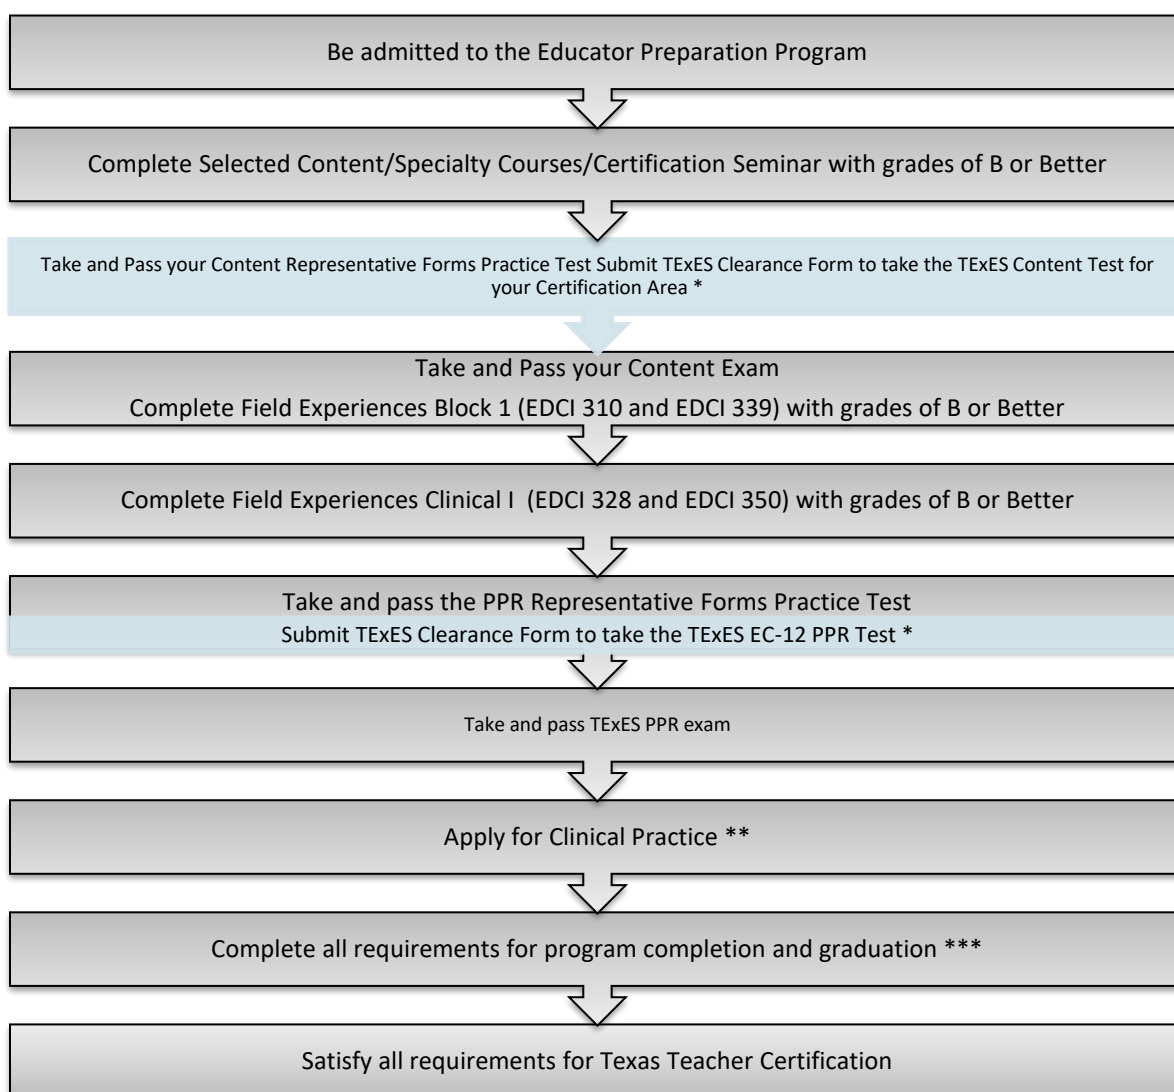 Be admitted to the Educator Preparation Program
Complete Selected Content/Specialty Courses/Certification Seminar with grades of B or Better
Take and Pass your Content Representative Forms Practice Test Submit TExES Clearance Form to take the TExES Content Test for
your Certification Area *
Take and Pass your Content Exam
Complete Field Experiences Block 1 (EDCI 310 and EDCI 339) with grades of B or Better
Complete Field Experiences Clinical I (EDCI 328 and EDCI 350) with grades of B or Better
Take and pass the PPR Representative Forms Practice Test
Submit TExES Clearance Form to take the TExES EC-12 PPR Test *
Take and pass TExES PPR exam
Apply for Clinical Practice **
Complete all requirements for program completion and graduation ***
Satisfy all requirements for Texas Teacher Certification